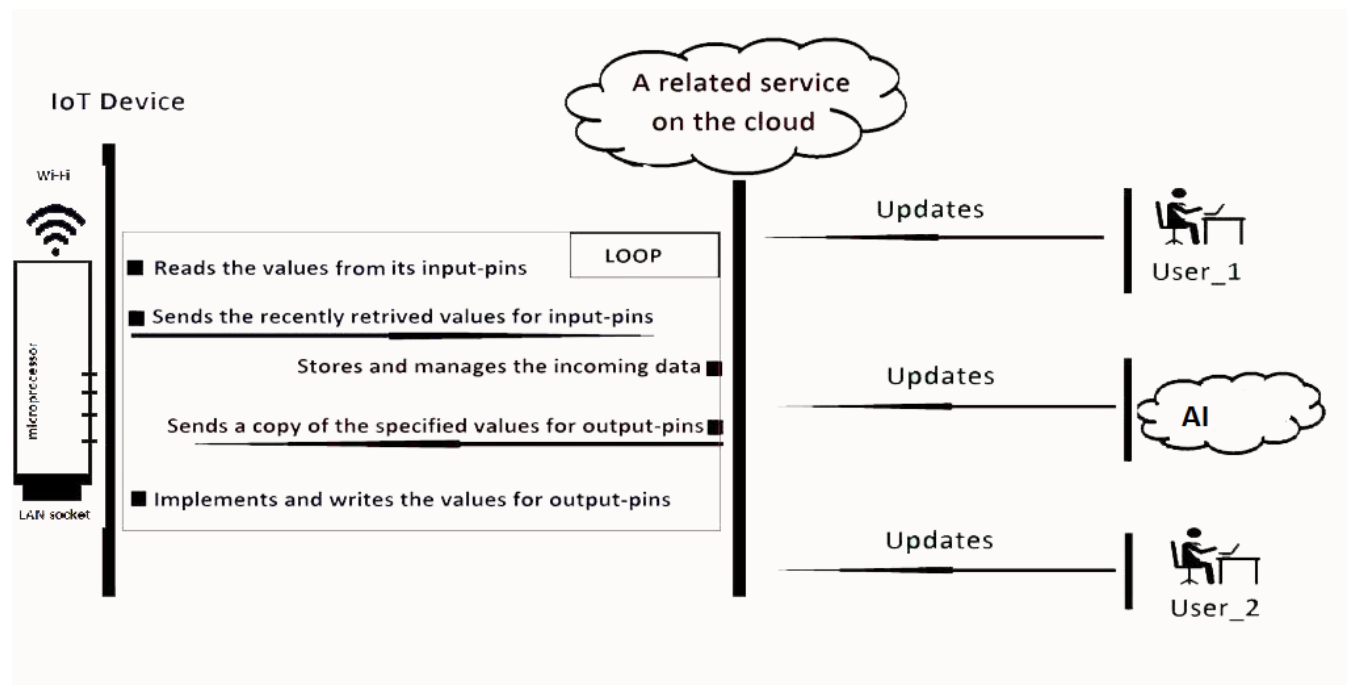 A related service
on the cloud
IoT Device
Wi-Fi
Updates
User_1
LOOP
Reads the values from its input-pins
Sends the recently retrived values for input-pins
Stores and manages the incoming data
Sends a copy of the specified values for output-pins
Implements and writes the values for output-pins
microprecessor
LAN socket
Updates
AI
Updates
User_2